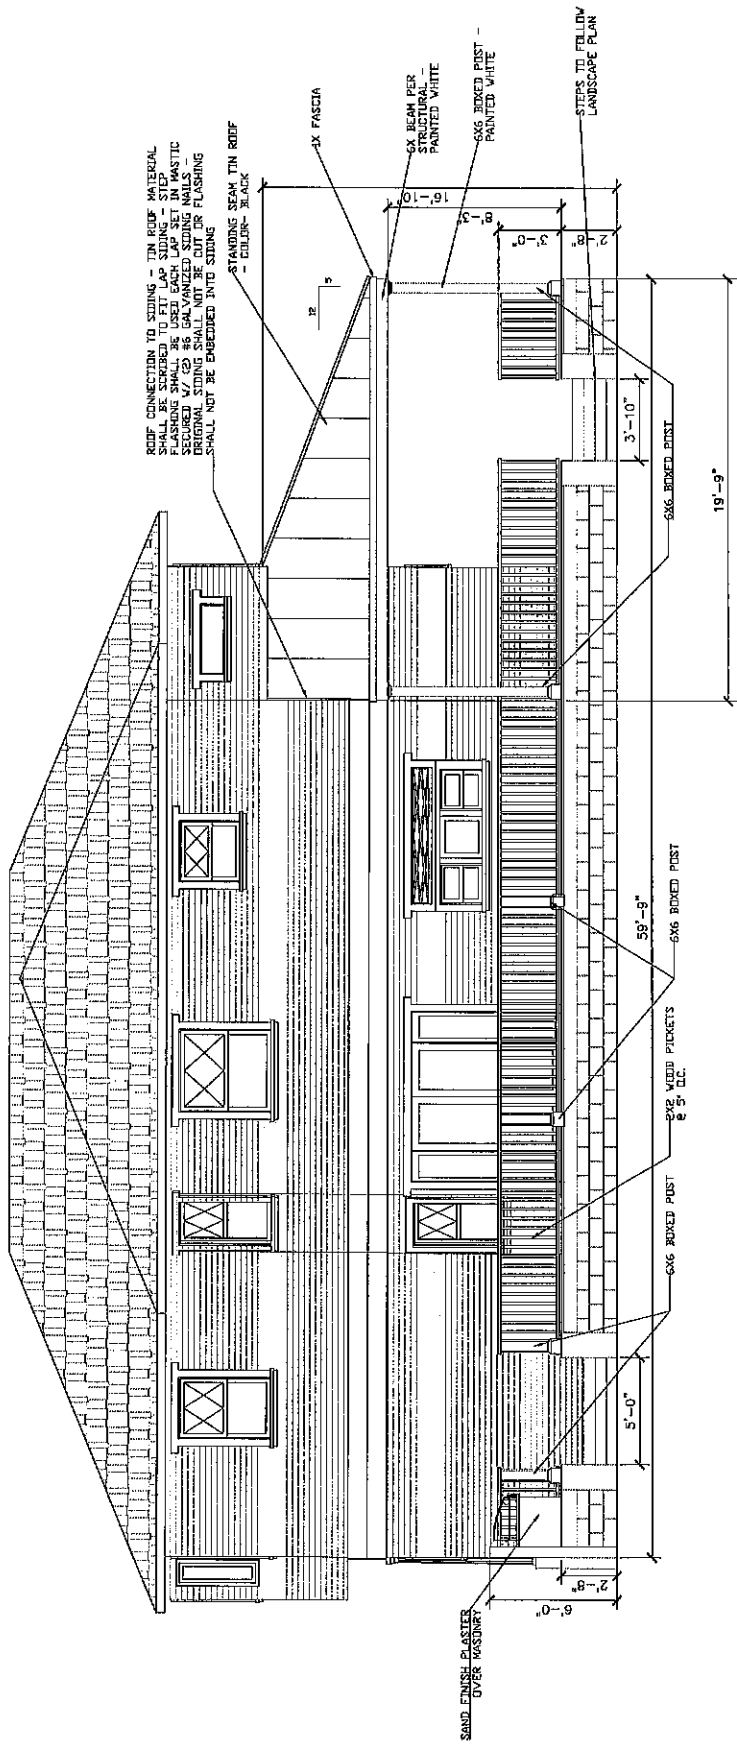 ROOF CONNECTION TO SIDING - TIN ROOF MATERIAL
SHALL BE SCRIBED TO FIT LAP SIDING - STEP
FLASHING SHALL BE USED EACH LAP SET IN MASTIC
SECURED W/ (2) #6 GALVANIZED SIDING NAILS -
ORIGINAL SIDING SHALL NOT BE CUT OR FLASHING
SHALL NOT BE EMBEDDED INTO SIDING
STANDING SEAM TIN ROOF
- COLOR- BLACK
12
5
1X FASCIA
6X BEAM PER
STRUCTURAL -
PAINTED WHITE
6X6 BOXED POST -
PAINTED WHITE
STEPS TO FOLLOW
LANDSCAPE PLAN
16'-10"
8'-3"
3'-0"
2'-8"
SAND FINISH PLASTER
OVER MASONRY
6'-0"
2'-8"
5'-0"
3'-10"
6X6 BOXED POST
2X2 WOOD PICKETS
@ 5" O.C.
6X6 BOXED POST
6X6 BOXED POST
59'-9"
19'-9"